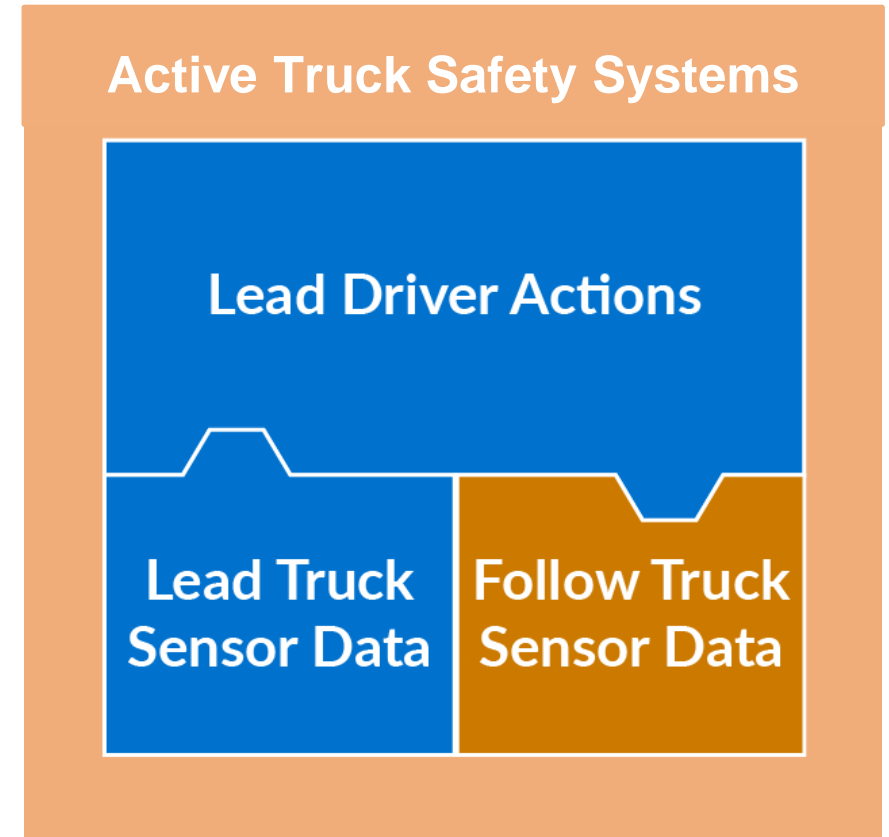 Active Truck Safety Systems
Lead Driver Actions
Lead Truck
Sensor Data
Follow Truck
Sensor Data